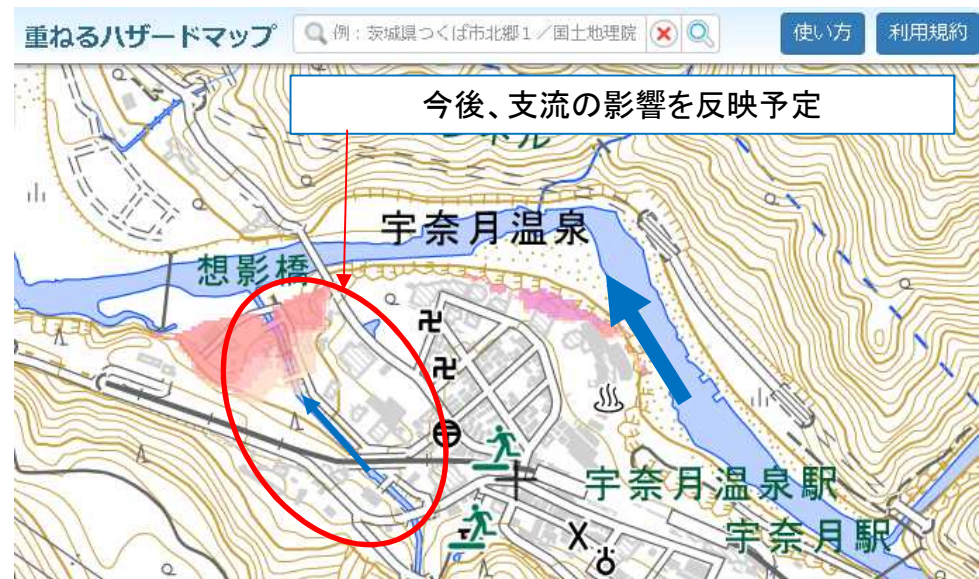 重ねるハザードマップ
例：茨城県つくば市北郷１／国土地理院
使い方
利用規約
今後、支流の影響を反映予定
宇奈月温泉
想影橋
宇奈月温泉駅
宇奈月駅